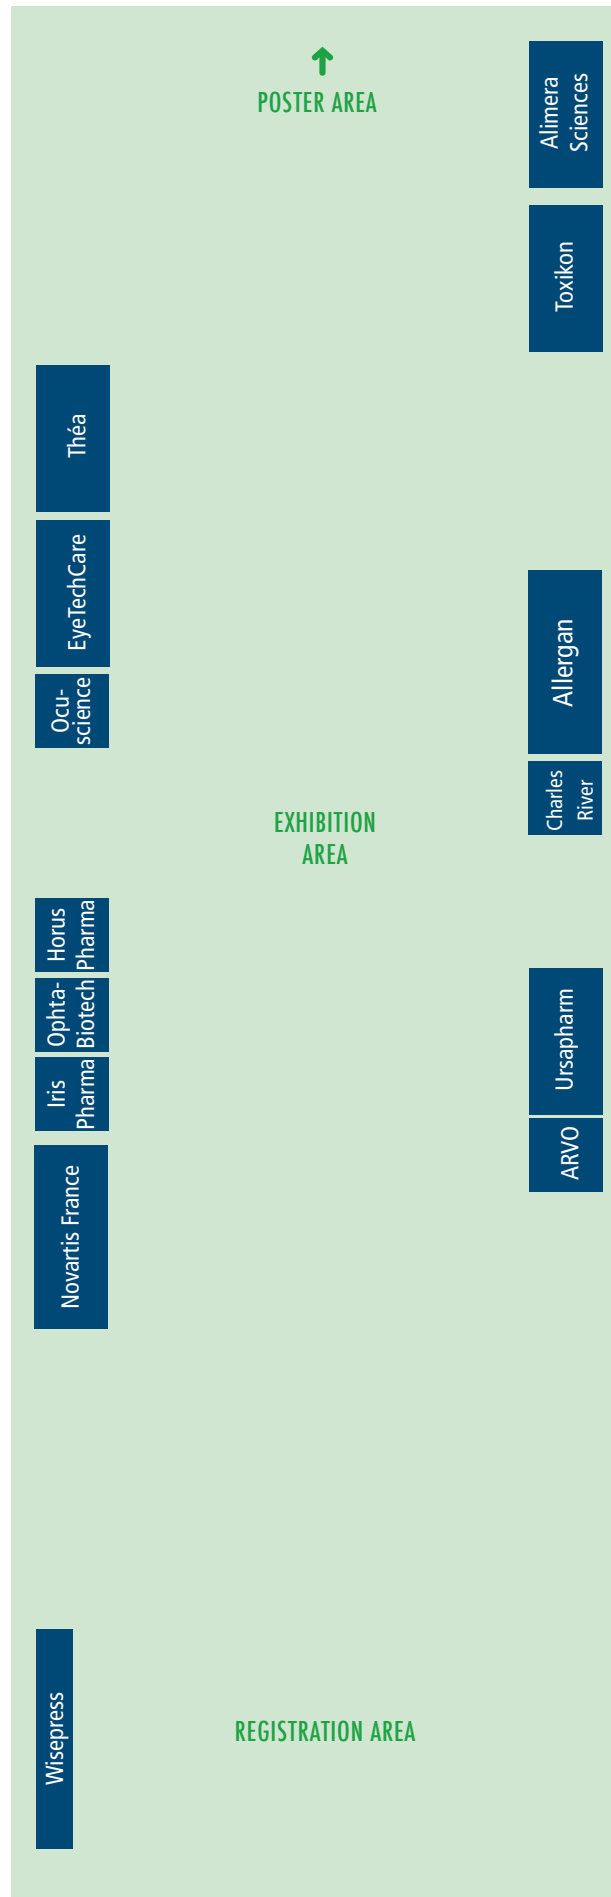 POSTER AREA
Alimera
Sciences
Toxikon
Théa
EyeTechCare
Ocu-
science
Allergan
Charles
River
EXHIBITION
AREA
Horus
Pharma
Ophta-
Biotech
Iris
Pharma
Ursapharm
ARVO
Novartis France
Wisepress
REGISTRATION AREA